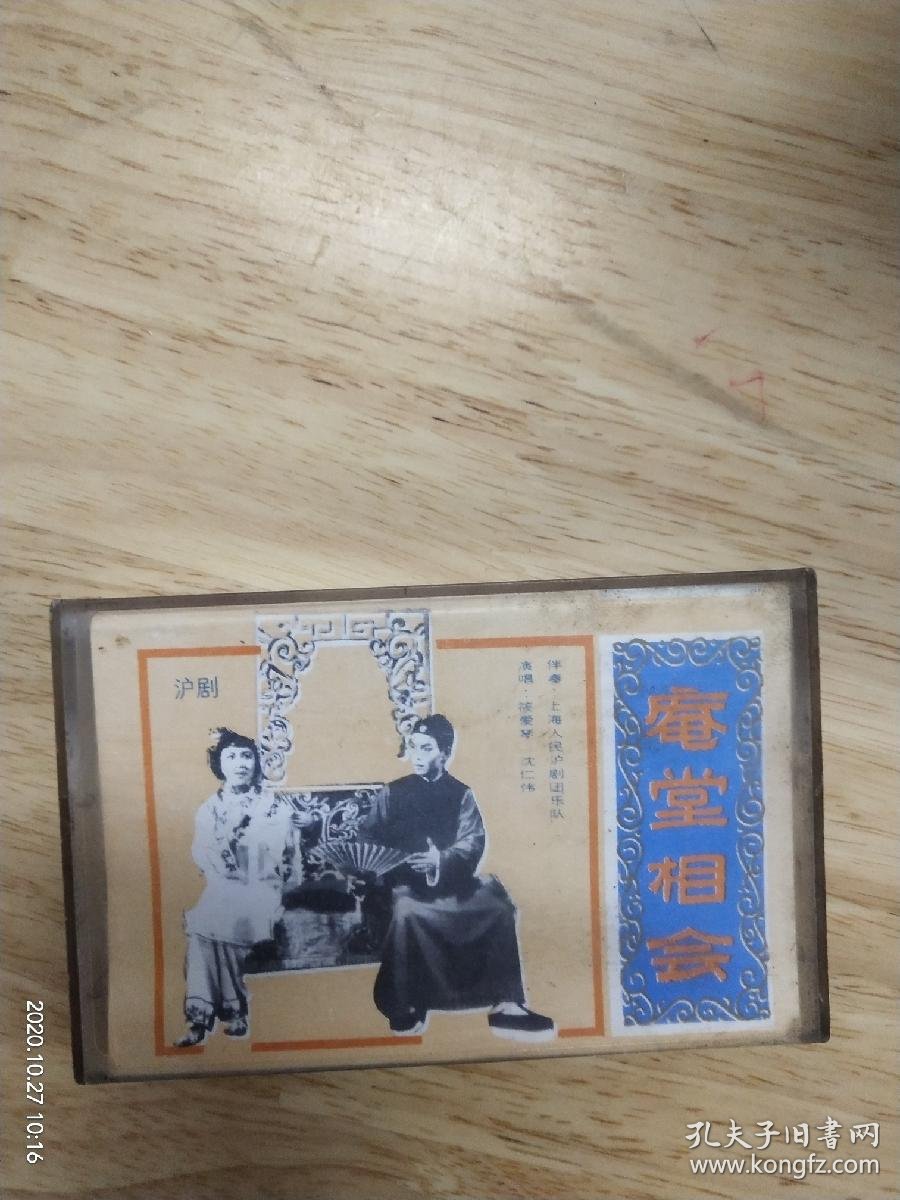 沪剧
伴奏:上海人民沪剧团乐队
演唱:筱爱琴 沈仁伟
庵堂相会
2020.10.27 10:16
孔夫子旧書网
www.kongfz.com